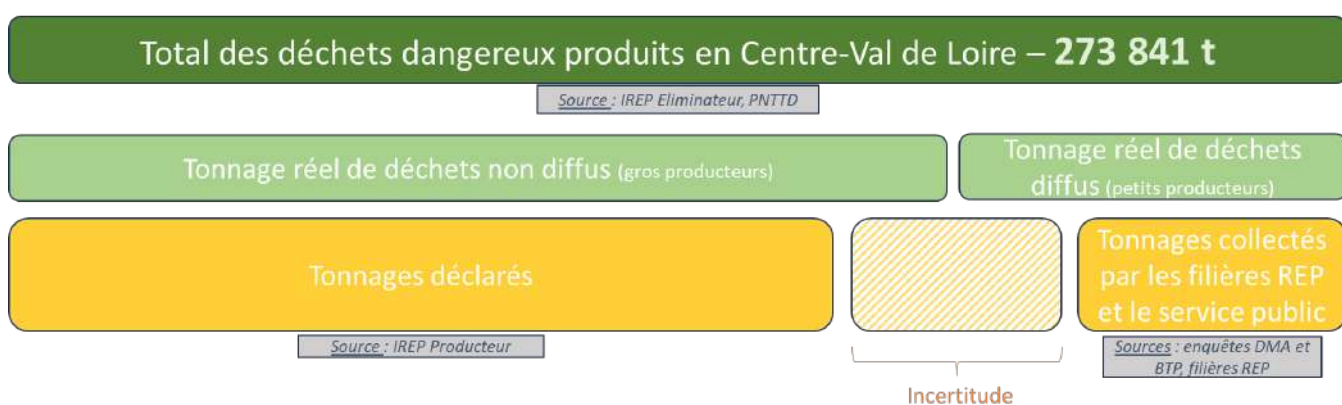 Total des déchets dangereux produits en Centre-Val de Loire – 273 841 t
Source : IREP Eliminateur, PNTTD
Tonnage réel de déchets non diffus (gros producteurs)
Tonnage réel de déchets
diffus (petits producteurs)
Tonnages déclarés
Tonnages collectés
par les filières REP
et le service public
Source : IREP Producteur
Sources : enquêtes DMA et
BTP, filières REP
Incertitude